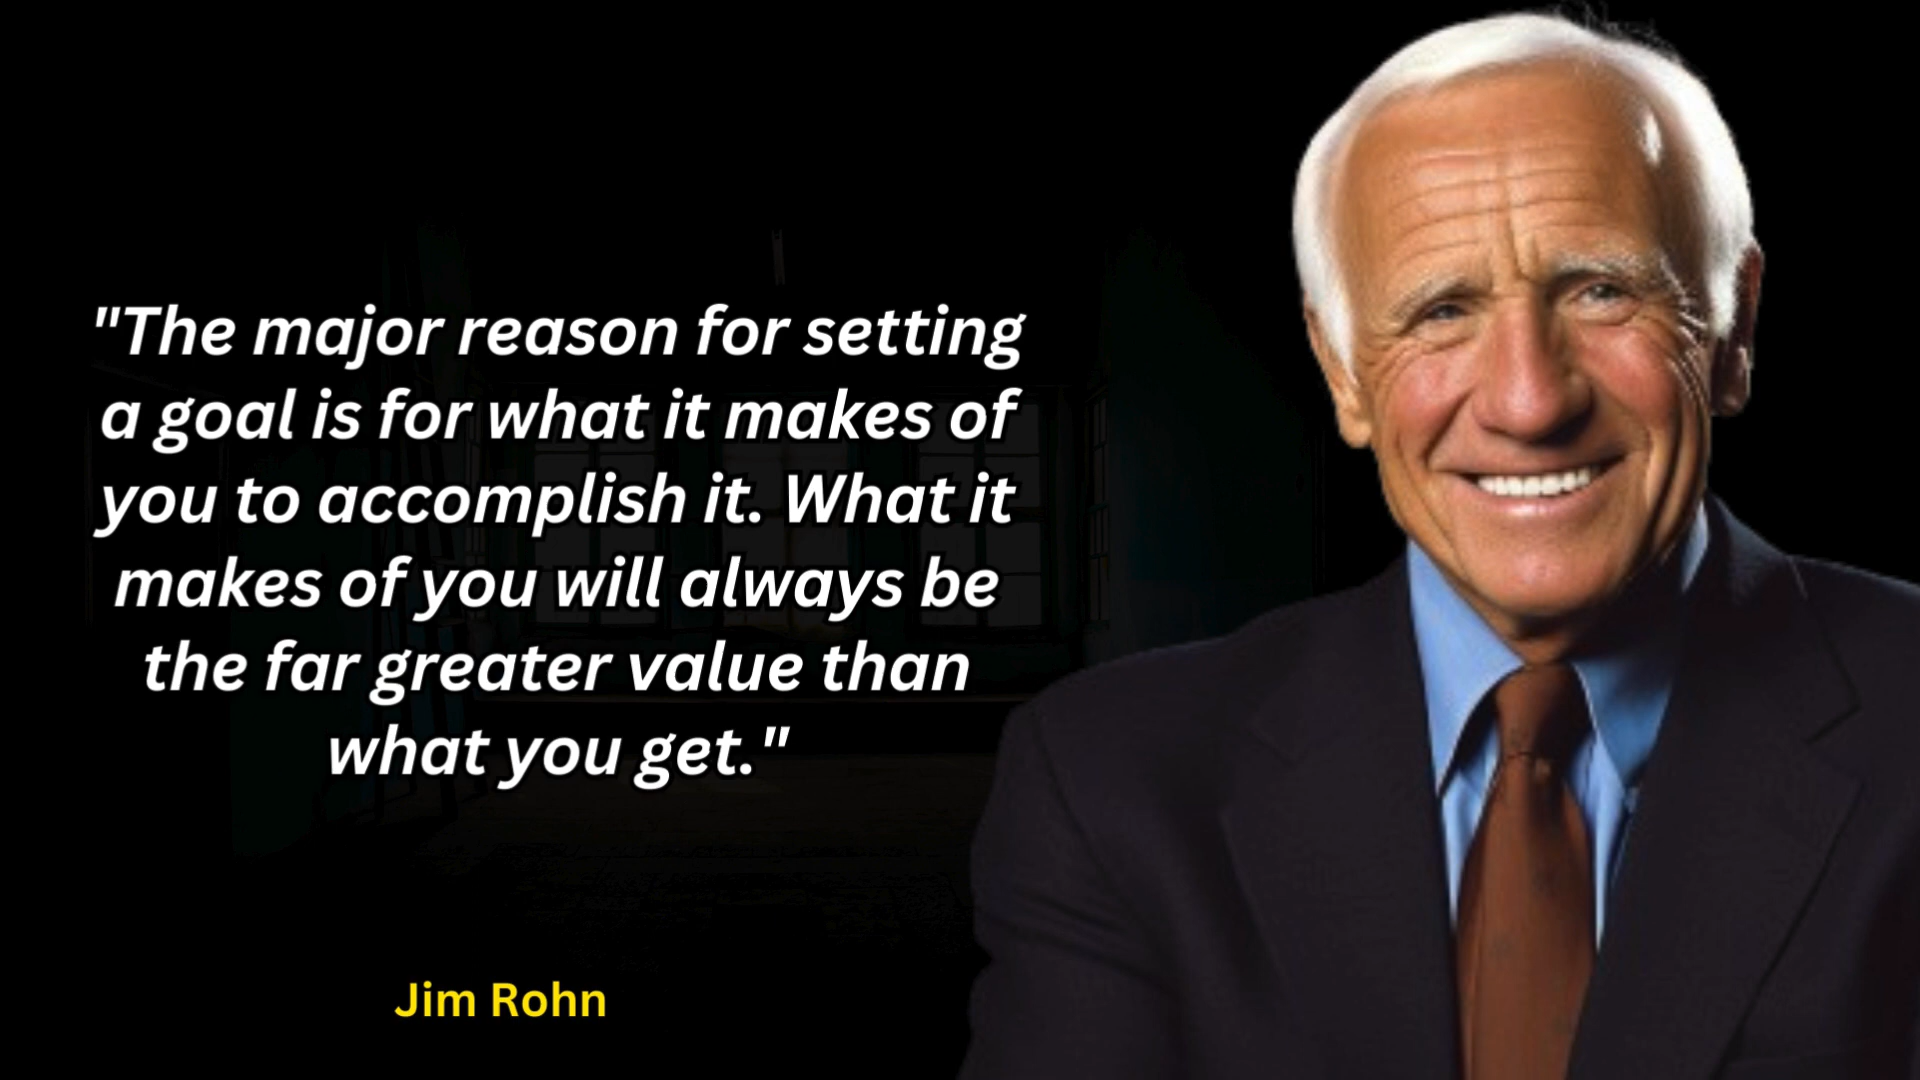 "The major reason for setting
a goal is for what it makes of
you to accomplish it. What it
makes of you will always be
the far greater value than
what you get."
Jim Rohn